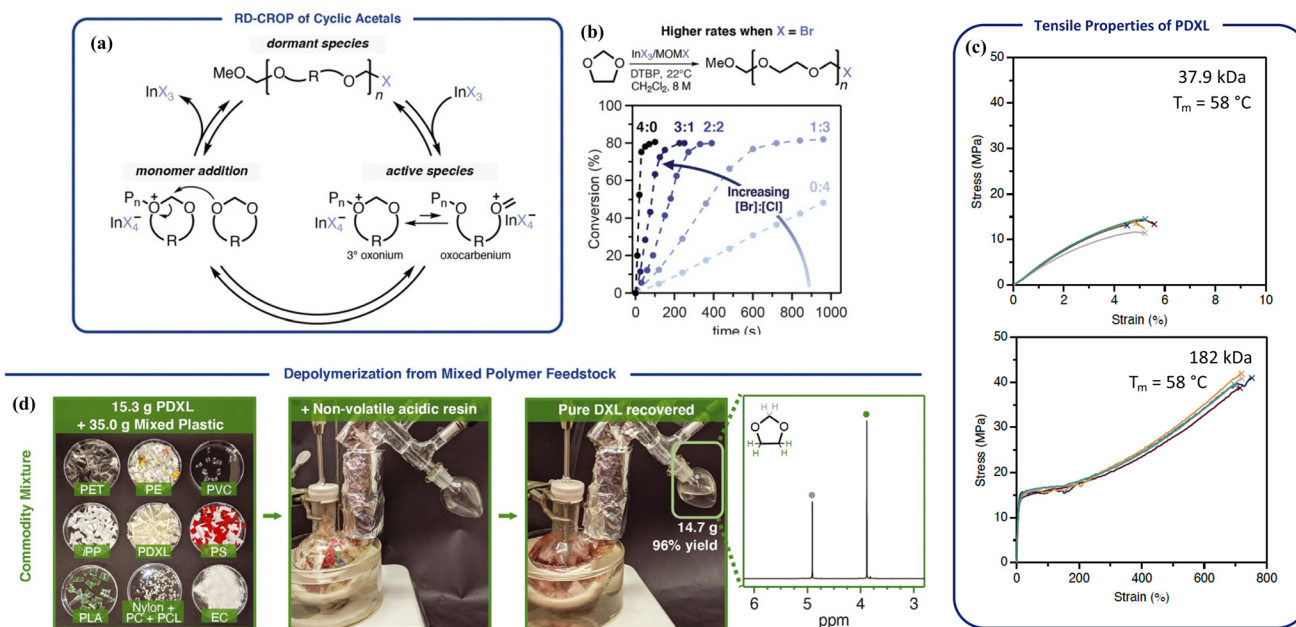 RD-CROP of Cyclic Acetals
(a)
dormant species
MeO O R O X
n
InX3
InX3
monomer addition
active species
Pn
O+
O
O
O
InX4-
R
R
Pn
O+
O
InX4-
R
3° oxonium
Pn
O
O+
InX4-
R
oxocarbenium
(b)
Higher rates when X = Br
O O
InX3/MOMX
DTBP, 22°C
CH2Cl2, 8 M
MeO O O O X
n
100
80
60
40
20
0
Conversion (%)
4:0 3:1 2:2 1:3
0:4
Increasing
[Br]:[Cl]
0 200 400 600 800 1000
time (s)
Tensile Properties of PDXL
(c)
37.9 kDa
Tm = 58 °C
50
40
30
20
10
0
Stress (MPa)
0 2 4 6 8 10
Strain (%)
182 kDa
Tm = 58 °C
50
40
30
20
10
0
Stress (MPa)
0 200 400 600 800
Strain (%)
Depolymerization from Mixed Polymer Feedstock
(d)
Commodity Mixture
15.3 g PDXL
+ 35.0 g Mixed Plastic
PET PE PVC
iPP PDXL PS
PLA Nylon + PC + PCL EC
+ Non-volatile acidic resin
Pure DXL recovered
14.7 g
96% yield
H H
O O
H H
H H
6 5 4 3
ppm